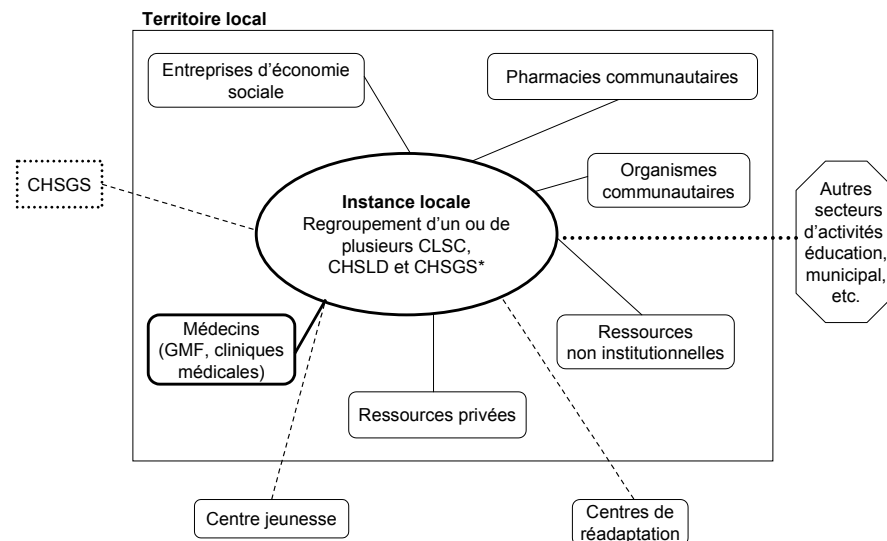 Territoire local
Entreprises d’économie
sociale
Pharmacies communautaires
CHSGS
Organismes
communautaires
Instance locale
Regroupement d’un ou de
plusieurs CLSC,
CHSLD et CHSGS*
Autres
secteurs
d’activités
éducation,
municipal,
etc.
Médecins
(GMF, cliniques
médicales)
Ressources
non institutionnelles
Ressources privées
Centre jeunesse
Centres de
réadaptation